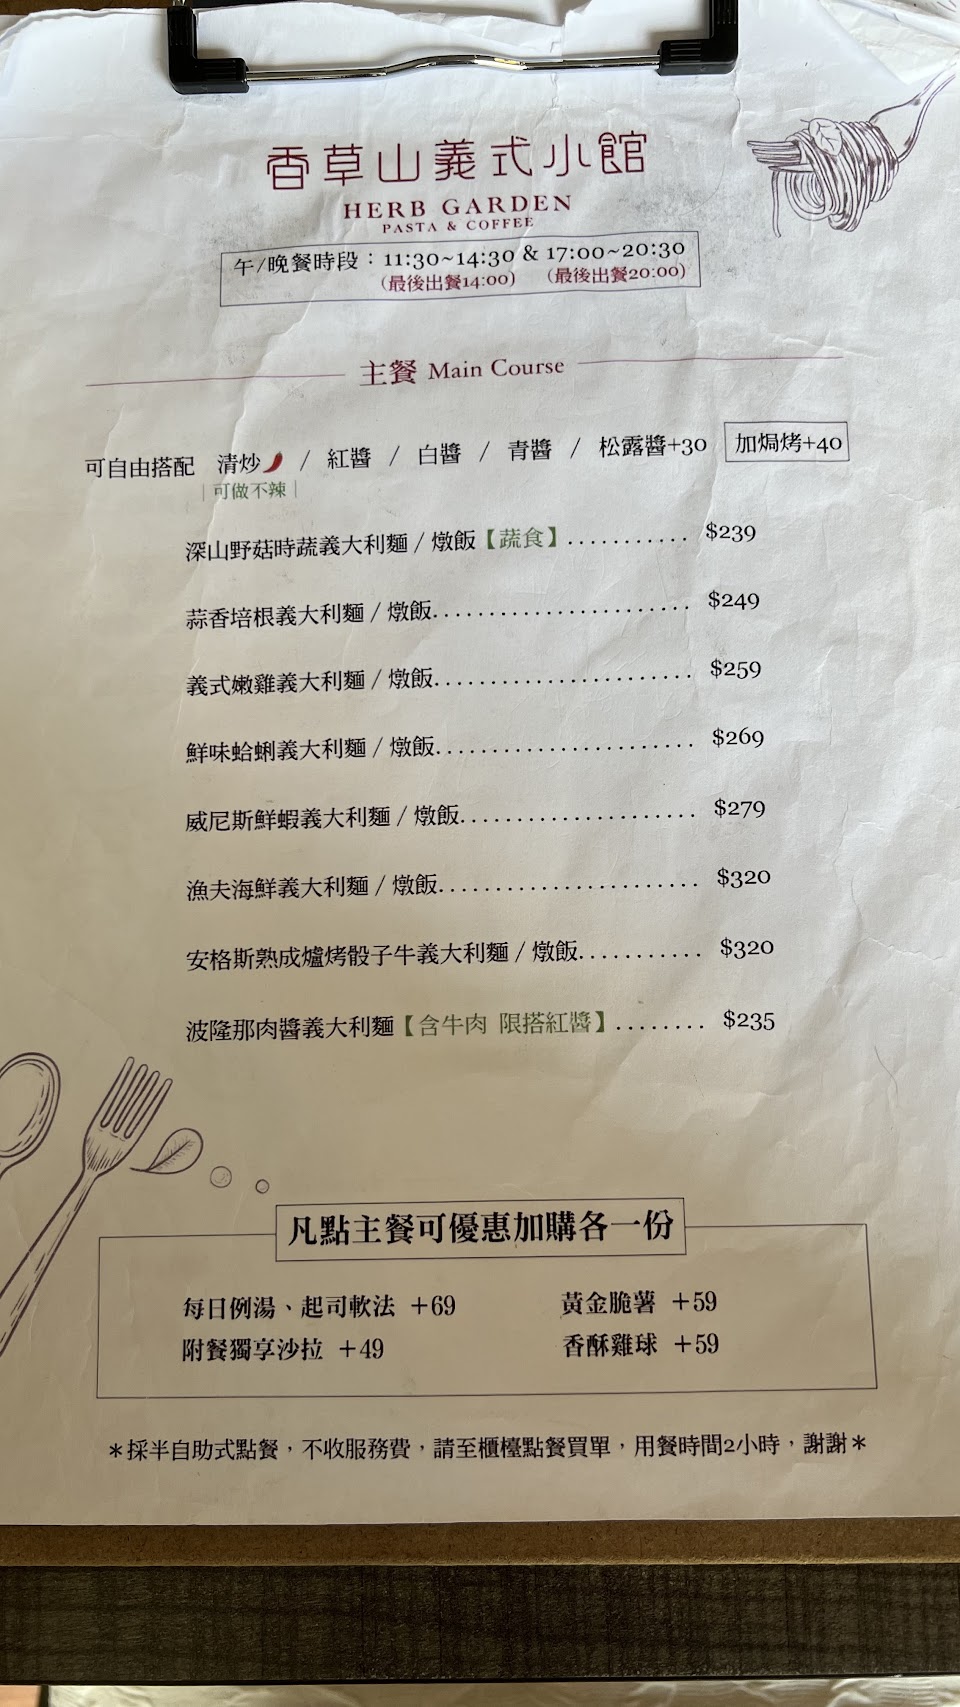 香草山義式小館
HERB GARDEN
PASTA & COFFEE
午/晚餐時段：11:30~14:30 & 17:00~20:30
（最後出餐14:00） （最後出餐20:00）
主餐 Main Course
可自由搭配 清炒 / 紅醬 / 白醬 / 青醬 / 松露醬+30 加焗烤+40
|可做不辣|
深山野菇時蔬義大利麵 / 燉飯【蔬食】........... $239
蒜香培根義大利麵 / 燉飯....................... $249
義式嫩雞義大利麵 / 燉飯....................... $259
鮮味蛤蜊義大利麵 / 燉飯....................... $269
威尼斯鮮蝦義大利麵 / 燉飯..................... $279
漁夫海鮮義大利麵 / 燉飯....................... $320
安格斯熟成爐烤骰子牛義大利麵 / 燉飯........... $320
波隆那肉醬義大利麵【含牛肉 限搭紅醬】........ $235
凡點主餐可優惠加購各一份
每日例湯、起司軟法 +69 黃金脆薯 +59
附餐獨享沙拉 +49 香酥雞球 +59
＊採半自助式點餐，不收服務費，請至櫃檯點餐買單，用餐時間2小時，謝謝＊